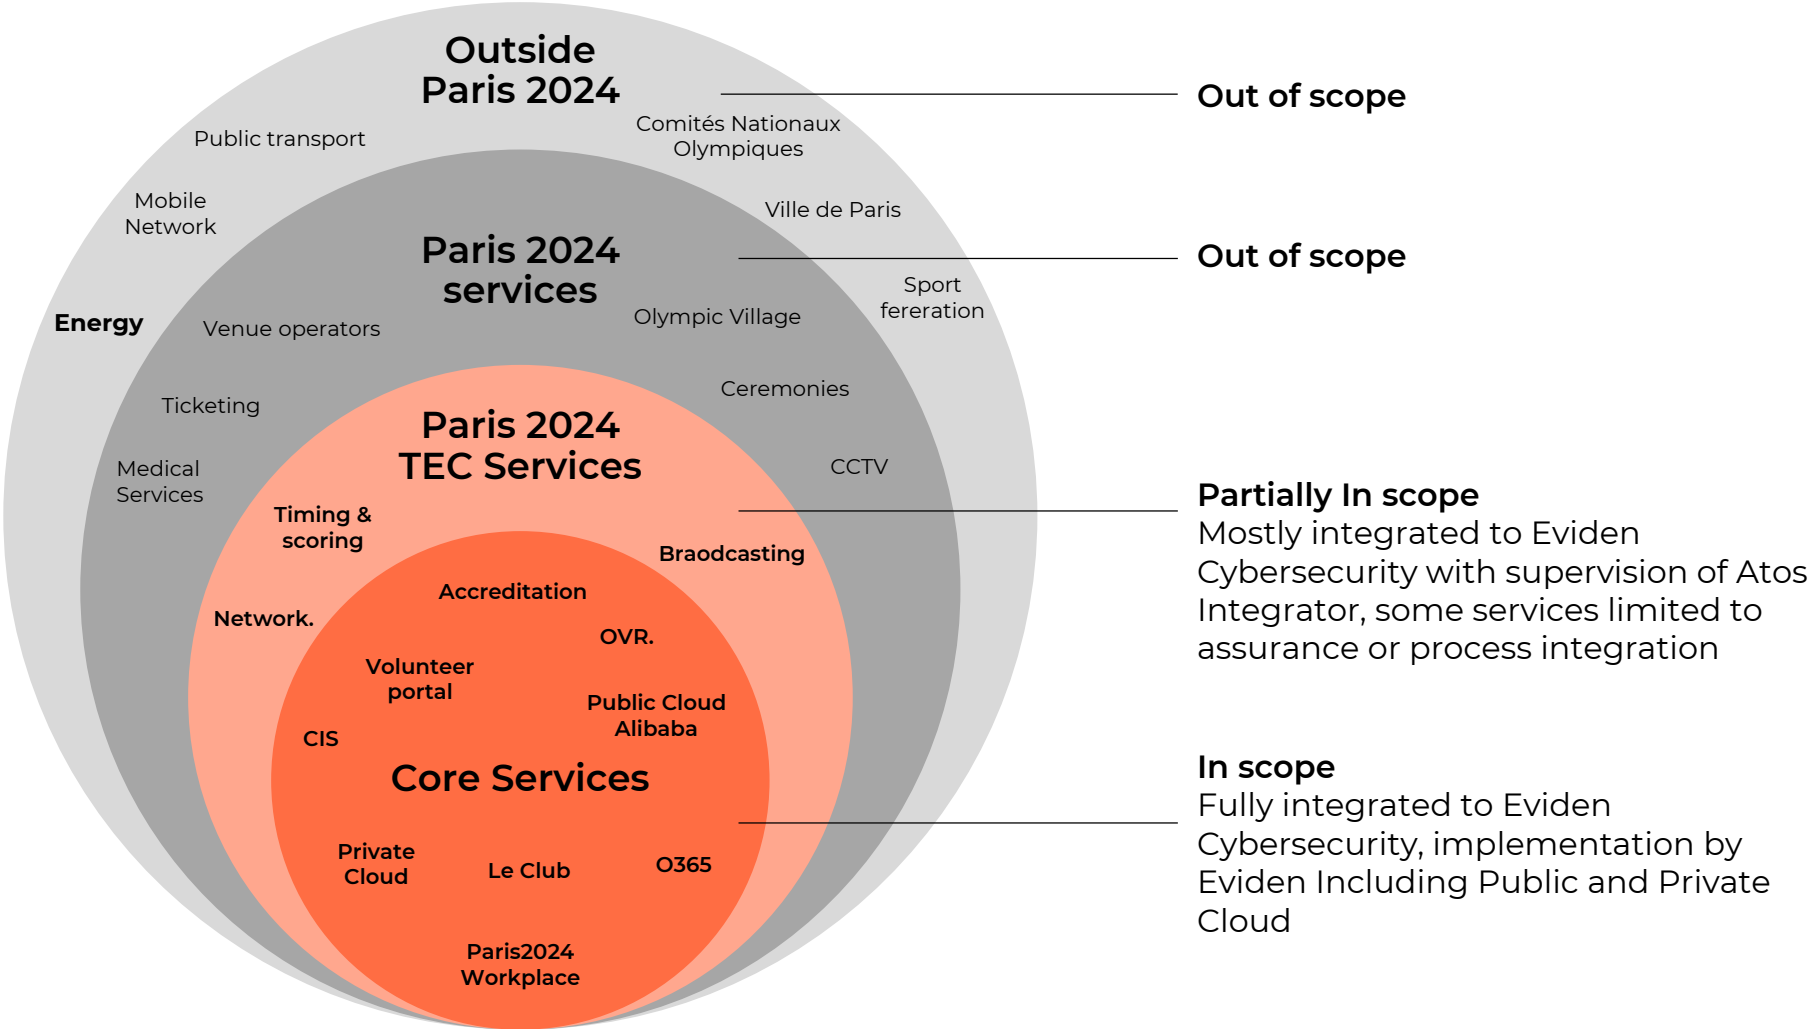 Outside
Paris 2024
Out of scope
Public transport
Comités Nationaux
Olympiques
Mobile
Network
Ville de Paris
Energy
Sport
fereration
Paris 2024
services
Out of scope
Venue operators
Olympic Village
Ticketing
Ceremonies
Medical
Services
CCTV
Paris 2024
TEC Services
Partially In scope
Mostly integrated to Eviden
Cybersecurity with supervision of Atos
Integrator, some services limited to
assurance or process integration
Timing &
scoring
Braodcasting
Network.
Accreditation
OVR.
Volunteer
portal
Public Cloud
Alibaba
CIS
Core Services
In scope
Fully integrated to Eviden
Cybersecurity, implementation by
Eviden Including Public and Private
Cloud
Private
Cloud
Le Club
O365
Paris2024
Workplace